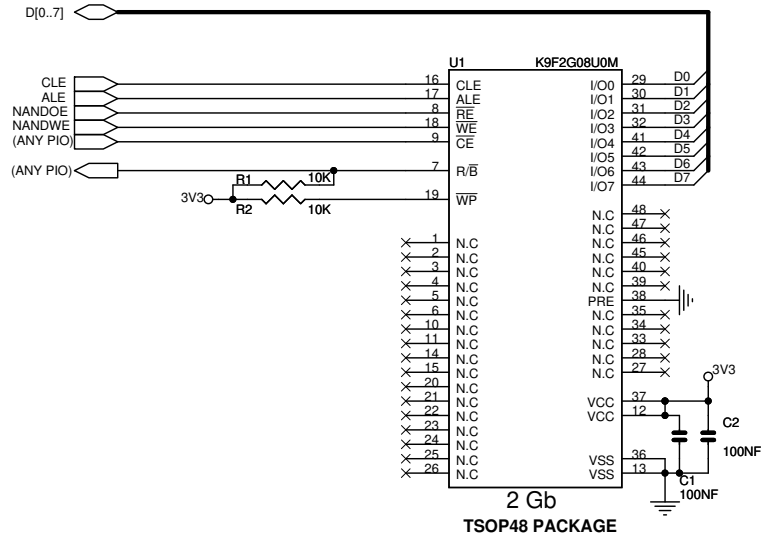 D[0..7]
U1 K9F2G08U0M
CLE 16 CLE I/O0 29 D0
ALE 17 ALE I/O1 30 D1
NANDOE 8 RE I/O2 31 D2
NANDWE 18 WE I/O3 32 D3
(ANY PIO) 9 CE I/O4 41 D4
I/O5 42 D5
(ANY PIO) 7 R/B I/O6 43 D6
R1 10K I/O7 44 D7
3V3 19 WP
R2 10K
N.C 48
N.C 47
1 N.C N.C 46
2 N.C N.C 45
3 N.C N.C 40
4 N.C N.C 39
5 N.C PRE 38
6 N.C N.C 35
10 N.C N.C 34
11 N.C N.C 33
14 N.C N.C 28
15 N.C N.C 27
20 N.C 3V3
21 N.C VCC 37
22 N.C VCC 12
23 N.C C2
24 N.C 100NF
25 N.C VSS 36
26 N.C VSS 13
C1
100NF
2 Gb
TSOP48 PACKAGE